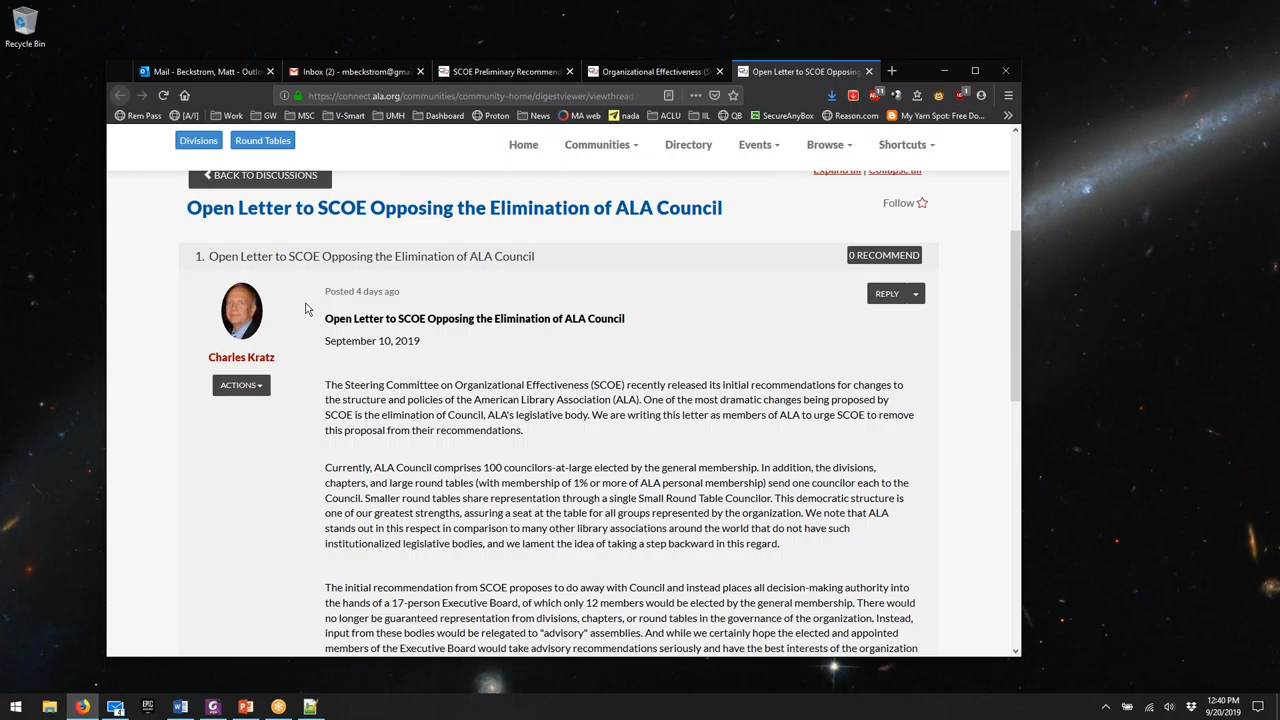 Recycle Bin
Mail - Beckstrom, Matt - Outlo
Inbox (2) - mbeckstrom@gmai
SCOE Preliminary Recommend
Organizational Effectiveness (S
Open Letter to SCOE Opposing
https://connect.ala.org/communities/community-home/digestviewer/viewthread
11
1
Rem Pass
[A/I]
Work
GW
MSC
V-Smart
UMH
Dashboard
Proton
News
MA web
nada
ACLU
IIL
QB
SecureAnyBox
Reason.com
My Yarn Spot: Free Do...
Divisions
Round Tables
Home
Communities
Directory
Events
Browse
Shortcuts
BACK TO DISCUSSIONS
Expand all | Collapse all
Open Letter to SCOE Opposing the Elimination of ALA Council
Follow
1. Open Letter to SCOE Opposing the Elimination of ALA Council
0 RECOMMEND
Posted 4 days ago
REPLY
Charles Kratz
ACTIONS
Open Letter to SCOE Opposing the Elimination of ALA Council
September 10, 2019
The Steering Committee on Organizational Effectiveness (SCOE) recently released its initial recommendations for changes to
the structure and policies of the American Library Association (ALA). One of the most dramatic changes being proposed by
SCOE is the elimination of Council, ALA's legislative body. We are writing this letter as members of ALA to urge SCOE to remove
this proposal from their recommendations.
Currently, ALA Council comprises 100 councilors-at-large elected by the general membership. In addition, the divisions,
chapters, and large round tables (with membership of 1% or more of ALA personal membership) send one councilor each to the
Council. Smaller round tables share representation through a single Small Round Table Councilor. This democratic structure is
one of our greatest strengths, assuring a seat at the table for all groups represented by the organization. We note that ALA
stands out in this respect in comparison to many other library associations around the world that do not have such
institutionalized legislative bodies, and we lament the idea of taking a step backward in this regard.
The initial recommendation from SCOE proposes to do away with Council and instead places all decision-making authority into
the hands of a 17-person Executive Board, of which only 12 members would be elected by the general membership. There would
no longer be guaranteed representation from divisions, chapters, or round tables in the governance of the organization. Instead,
input from these bodies would be relegated to "advisory" assemblies. And while we certainly hope the elected and appointed
members of the Executive Board would take advisory recommendations seriously and have the best interests of the organization
EPIC
12:40 PM
9/20/2019